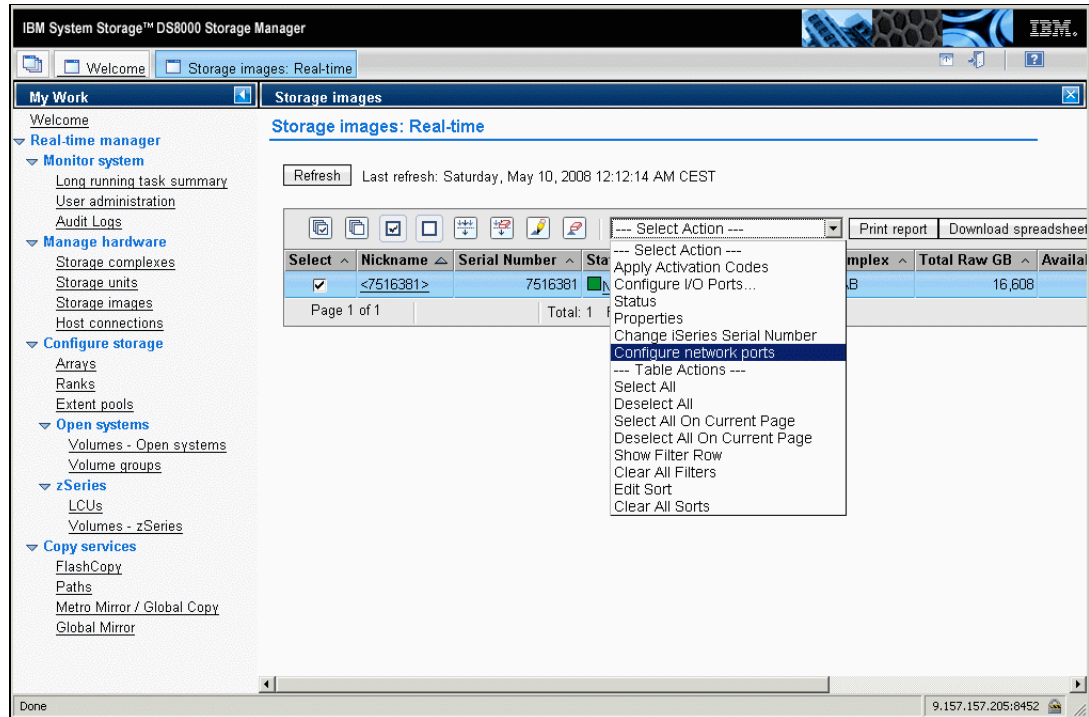 IBM System Storage™ DS8000 Storage Manager
IBM.
Welcome
Storage images: Real-time
?
My Work
Storage images
Welcome
Real-time manager
Monitor system
Long running task summary
User administration
Audit Logs
Manage hardware
Storage complexes
Storage units
Storage images
Host connections
Configure storage
Arrays
Ranks
Extent pools
Open systems
Volumes - Open systems
Volume groups
zSeries
LCUs
Volumes - zSeries
Copy services
FlashCopy
Paths
Metro Mirror / Global Copy
Global Mirror
Storage images: Real-time
Refresh Last refresh: Saturday, May 10, 2008 12:12:14 AM CEST
--- Select Action --- Print report Download spreadsheet
Select Nickname Serial Number Sta mplex Total Raw GB Availa
<7516381> 7516381 N AB 16,608
Page 1 of 1 Total: 1 F
--- Select Action ---
Apply Activation Codes
Configure I/O Ports...
Status
Properties
Change iSeries Serial Number
Configure network ports
--- Table Actions ---
Select All
Deselect All
Select All On Current Page
Deselect All On Current Page
Show Filter Row
Clear All Filters
Edit Sort
Clear All Sorts
Done
9.157.157.205:8452